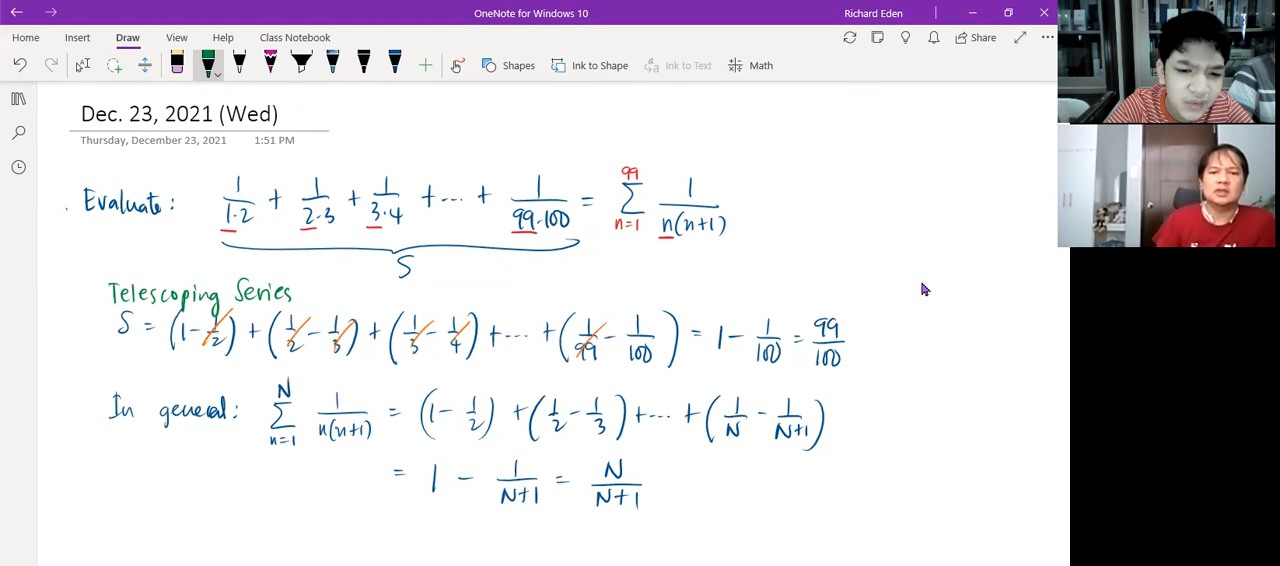 OneNote for Windows 10
Richard Eden
Home Insert Draw View Help Class Notebook
Share
Shapes Ink to Shape Ink to Text Math
Dec. 23, 2021 (Wed)
Thursday, December 23, 2021 1:51 PM
Evaluate: 1/(1·2) + 1/(2·3) + 1/(3·4) + ... + 1/(99·100) = ∑_{n=1}^{99} 1/(n(n+1))
S
Telescoping Series
S = (1 - 1/2) + (1/2 - 1/3) + (1/3 - 1/4) + ... + (1/99 - 1/100) = 1 - 1/100 = 99/100
In general: ∑_{n=1}^{N} 1/(n(n+1)) = (1 - 1/2) + (1/2 - 1/3) + ... + (1/N - 1/(N+1))
= 1 - 1/(N+1) = N/(N+1)